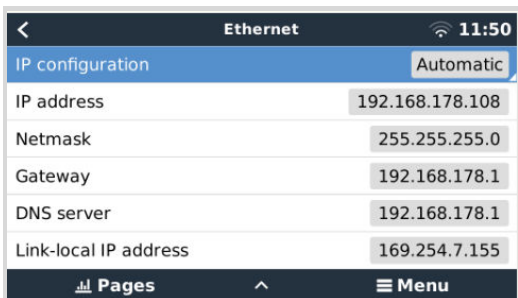 Ethernet 11:50
IP configuration Automatic
IP address 192.168.178.108
Netmask 255.255.255.0
Gateway 192.168.178.1
DNS server 192.168.178.1
Link-local IP address 169.254.7.155
Pages Menu